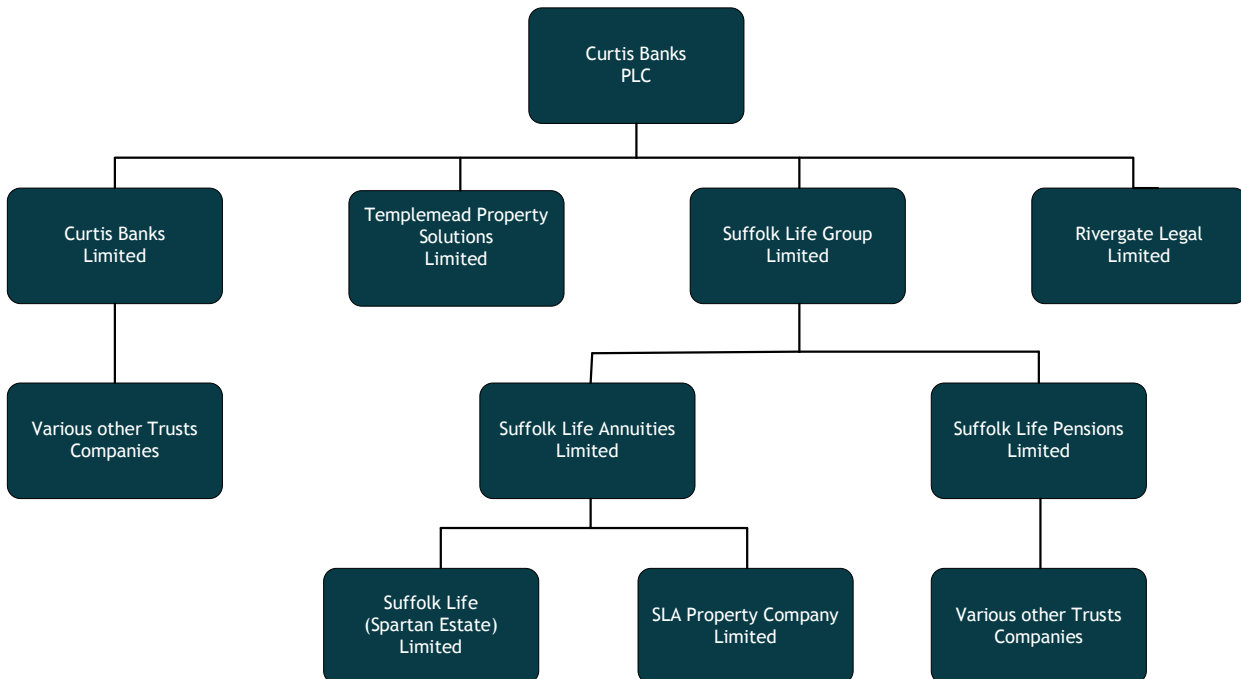 Curtis Banks
PLC
Curtis Banks
Limited
Templemead Property
Solutions
Limited
Suffolk Life Group
Limited
Rivergate Legal
Limited
Various other Trusts
Companies
Suffolk Life Annuities
Limited
Suffolk Life Pensions
Limited
Suffolk Life
(Spartan Estate)
Limited
SLA Property Company
Limited
Various other Trusts
Companies